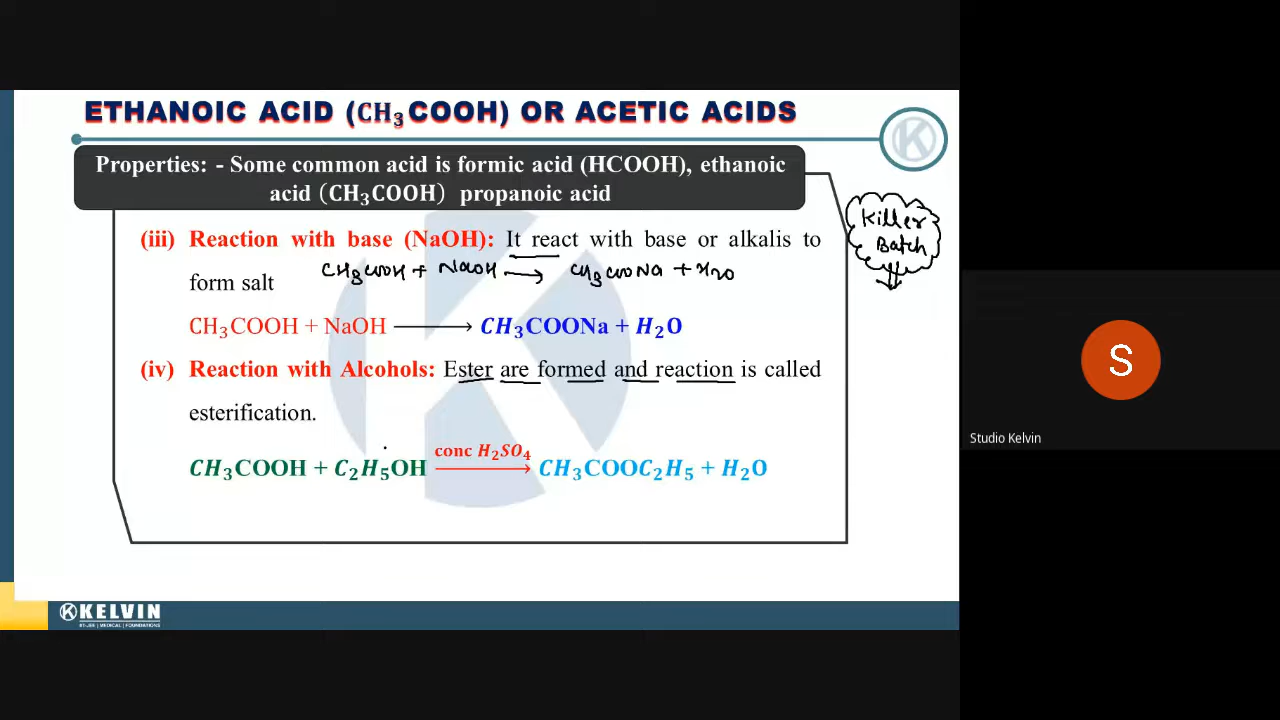 ETHANOIC ACID (CH₃COOH) OR ACETIC ACIDS
Properties: - Some common acid is formic acid (HCOOH), ethanoic
acid (CH₃COOH) propanoic acid
Killer
Batch
(iii) Reaction with base (NaOH): It react with base or alkalis to
CH₃COOH + NaOH ⟶ CH₃COONa + H₂O
form salt
CH₃COOH + NaOH ⟶ CH₃COONa + H₂O
(iv) Reaction with Alcohols: Ester are formed and reaction is called
esterification.
conc H₂SO₄
CH₃COOH + C₂H₅OH ⟶ CH₃COOC₂H₅ + H₂O
S
Studio Kelvin
KELVIN
IIT-JEE | MEDICAL | FOUNDATIONS